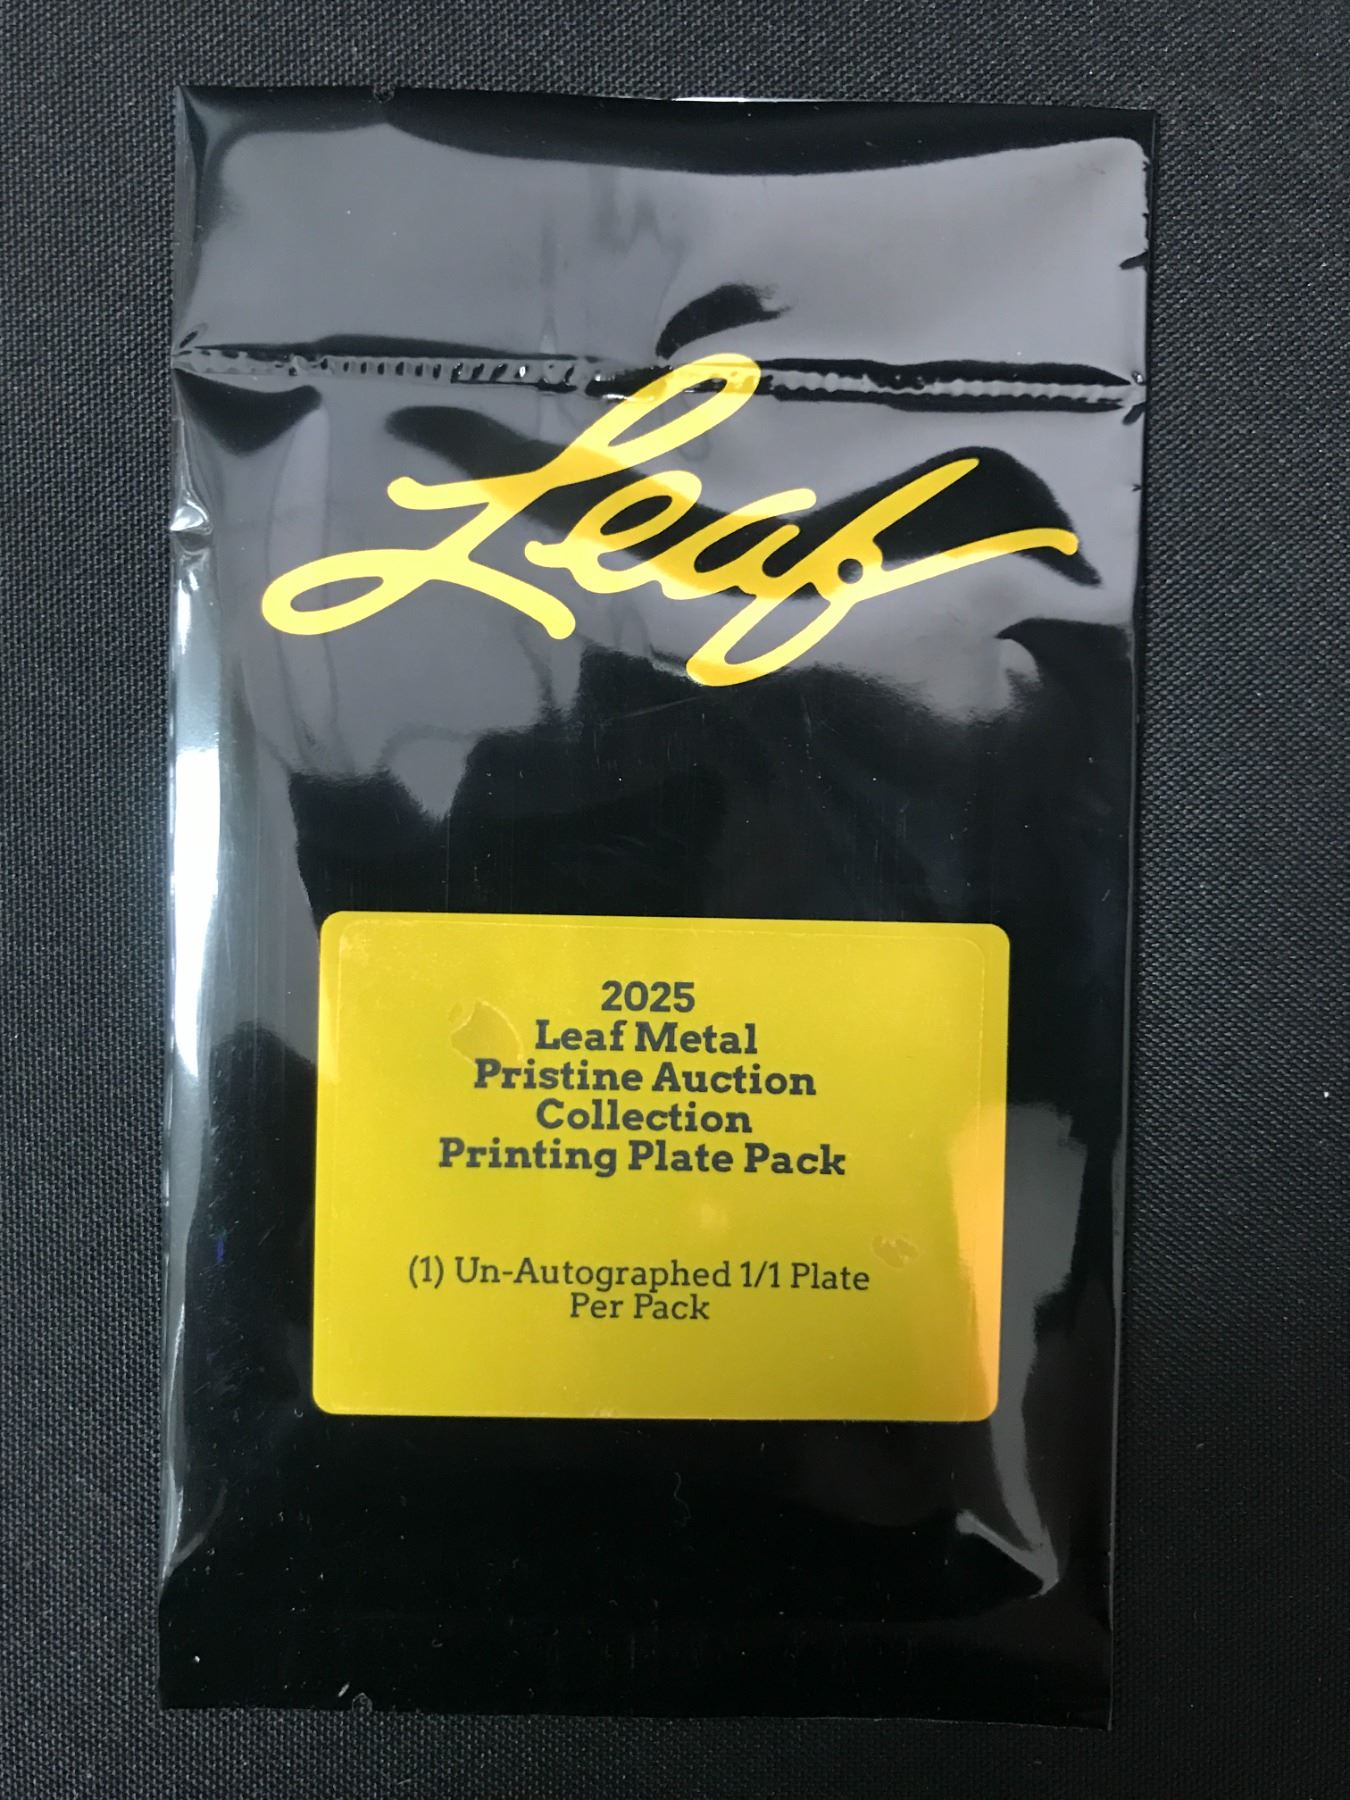 Leaf
2025
Leaf Metal
Pristine Auction
Collection
Printing Plate Pack
(1) Un-Autographed 1/1 Plate
Per Pack